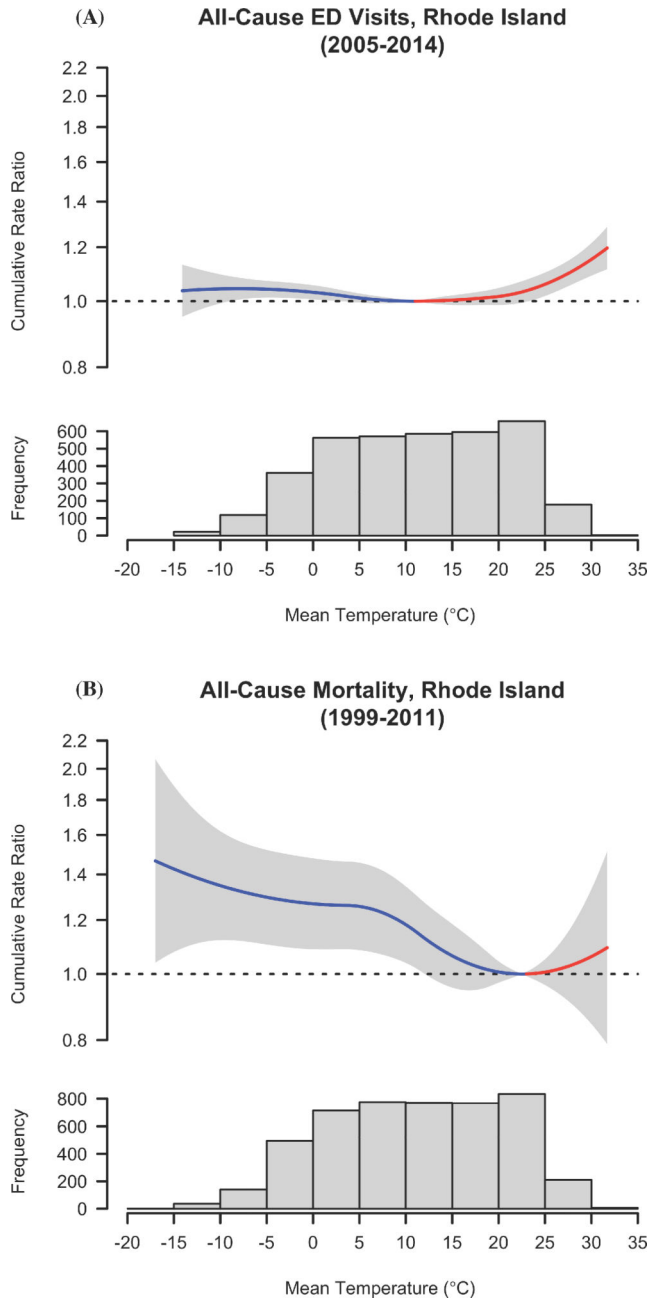 (A)
All-Cause ED Visits, Rhode Island
(2005-2014)
2.2
2.0
1.8
1.6
1.4
1.2
1.0
0.8
Cumulative Rate Ratio
600
500
400
300
200
100
0
Frequency
-20 -15 -10 -5 0 5 10 15 20 25 30 35
Mean Temperature (°C)
(B)
All-Cause Mortality, Rhode Island
(1999-2011)
2.2
2.0
1.8
1.6
1.4
1.2
1.0
0.8
Cumulative Rate Ratio
800
600
400
200
0
Frequency
-20 -15 -10 -5 0 5 10 15 20 25 30 35
Mean Temperature (°C)